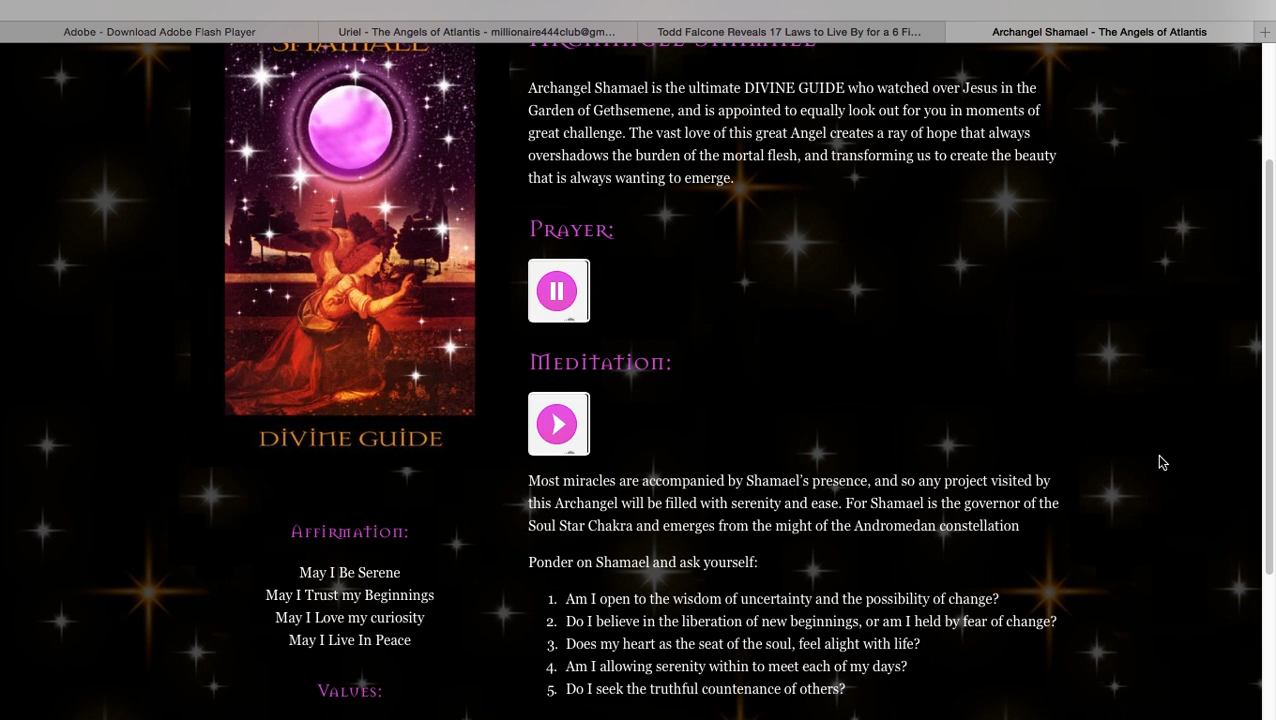 Adobe - Download Adobe Flash Player
Uriel - The Angels of Atlantis - millionaire444club@gm...
Todd Falcone Reveals 17 Laws to Live By for a 6 Fi...
Archangel Shamael - The Angels of Atlantis
SHAMAEL
DIVINE GUIDE
Affirmation:
May I Be Serene
May I Trust my Beginnings
May I Love my curiosity
May I Live In Peace
Values:
Archangel Shamael
Archangel Shamael is the ultimate DIVINE GUIDE who watched over Jesus in the
Garden of Gethsemene, and is appointed to equally look out for you in moments of
great challenge. The vast love of this great Angel creates a ray of hope that always
overshadows the burden of the mortal flesh, and transforming us to create the beauty
that is always wanting to emerge.
Prayer:
Meditation:
Most miracles are accompanied by Shamael’s presence, and so any project visited by
this Archangel will be filled with serenity and ease. For Shamael is the governor of the
Soul Star Chakra and emerges from the might of the Andromedan constellation
Ponder on Shamael and ask yourself:
1. Am I open to the wisdom of uncertainty and the possibility of change?
2. Do I believe in the liberation of new beginnings, or am I held by fear of change?
3. Does my heart as the seat of the soul, feel alight with life?
4. Am I allowing serenity within to meet each of my days?
5. Do I seek the truthful countenance of others?